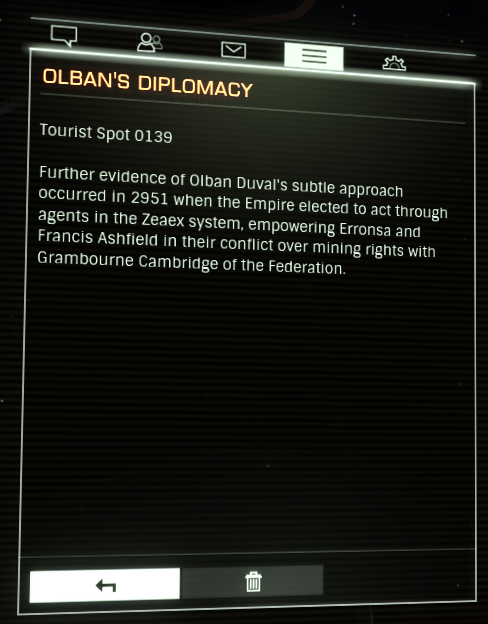 OLBAN'S DIPLOMACY
Tourist Spot 0139
Further evidence of Olban Duval's subtle approach
occurred in 2951 when the Empire elected to act through
agents in the Zeaex system, empowering Erronsa and
Francis Ashfield in their conflict over mining rights with
Grambourne Cambridge of the Federation.